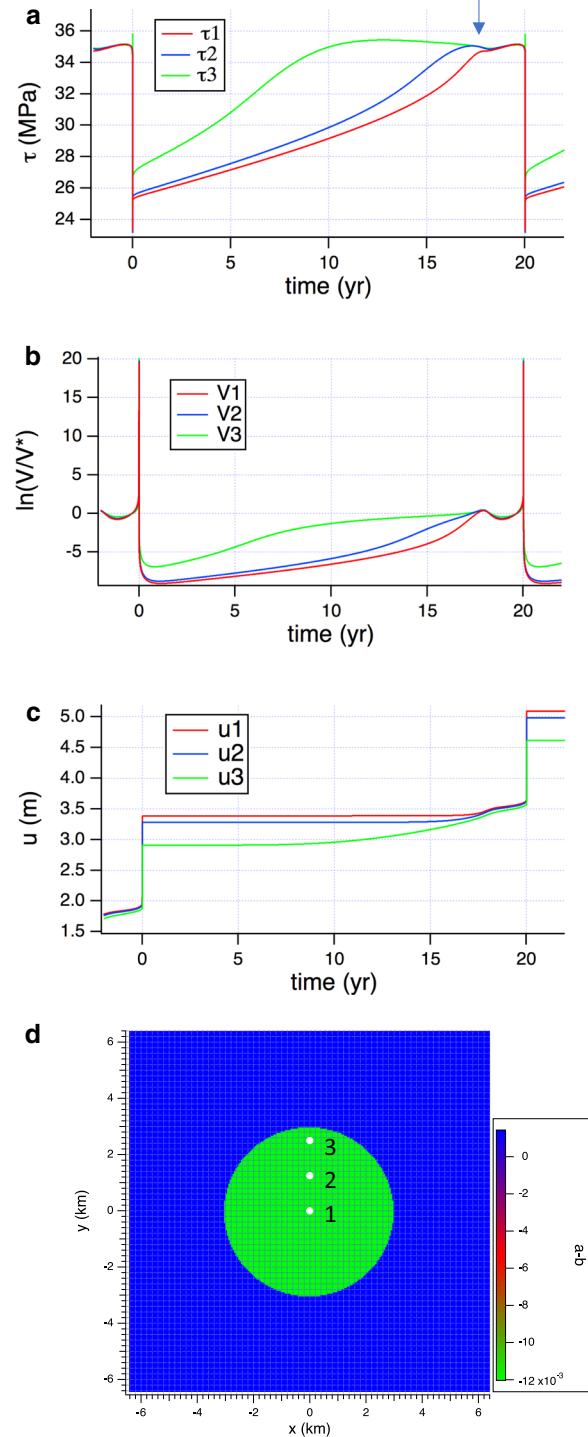 a
36
34
32
30
28
26
24
τ (MPa)
τ1
τ2
τ3
0
5
10
15
20
time (yr)
b
20
15
10
5
0
-5
ln(V/V*)
V1
V2
V3
0
5
10
15
20
time (yr)
c
5.0
4.5
4.0
3.5
3.0
2.5
2.0
1.5
u (m)
u1
u2
u3
0
5
10
15
20
time (yr)
d
6
4
2
0
-2
-4
-6
y (km)
3
2
1
-6
-4
-2
0
2
4
6
x (km)
0
-2
-4
-6
-8
-10
-12 x10⁻³
a-b